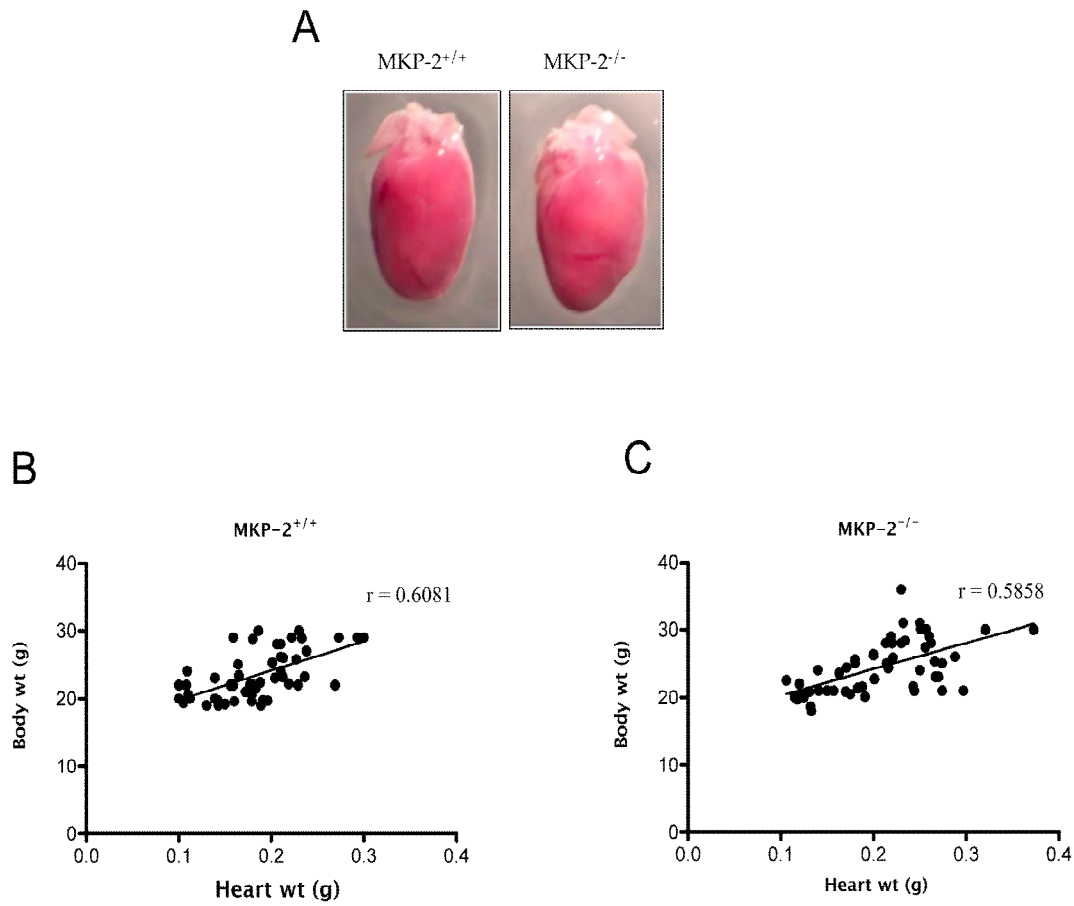 A
MKP-2+/+ MKP-2-/-
B
C
MKP-2+/+
MKP-2-/-
r = 0.6081
r = 0.5858
40
30
20
10
0
Body wt (g)
0.0 0.1 0.2 0.3 0.4
Heart wt (g)
40
30
20
10
0
Body wt (g)
0.0 0.1 0.2 0.3 0.4
Heart wt (g)